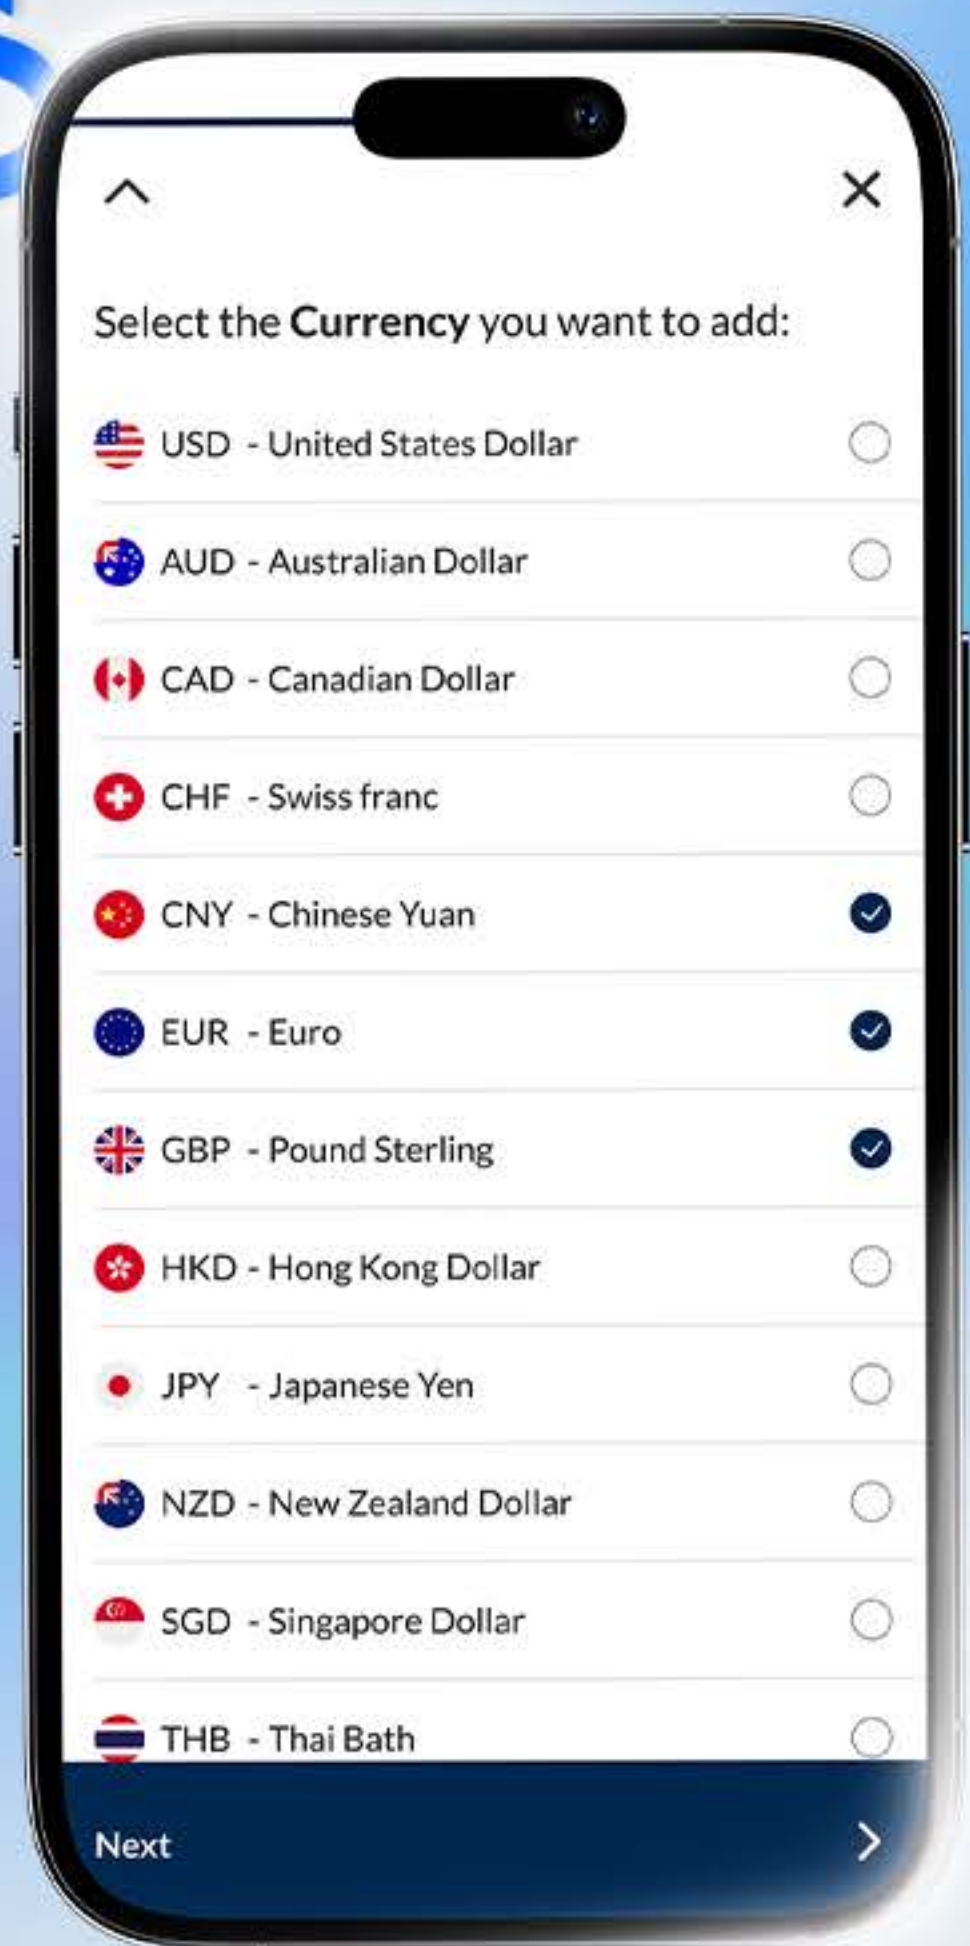 Select the Currency you want to add:
USD - United States Dollar
AUD - Australian Dollar
CAD - Canadian Dollar
CHF - Swiss franc
CNY - Chinese Yuan
EUR - Euro
GBP - Pound Sterling
HKD - Hong Kong Dollar
JPY - Japanese Yen
NZD - New Zealand Dollar
SGD - Singapore Dollar
THB - Thai Bath
Next